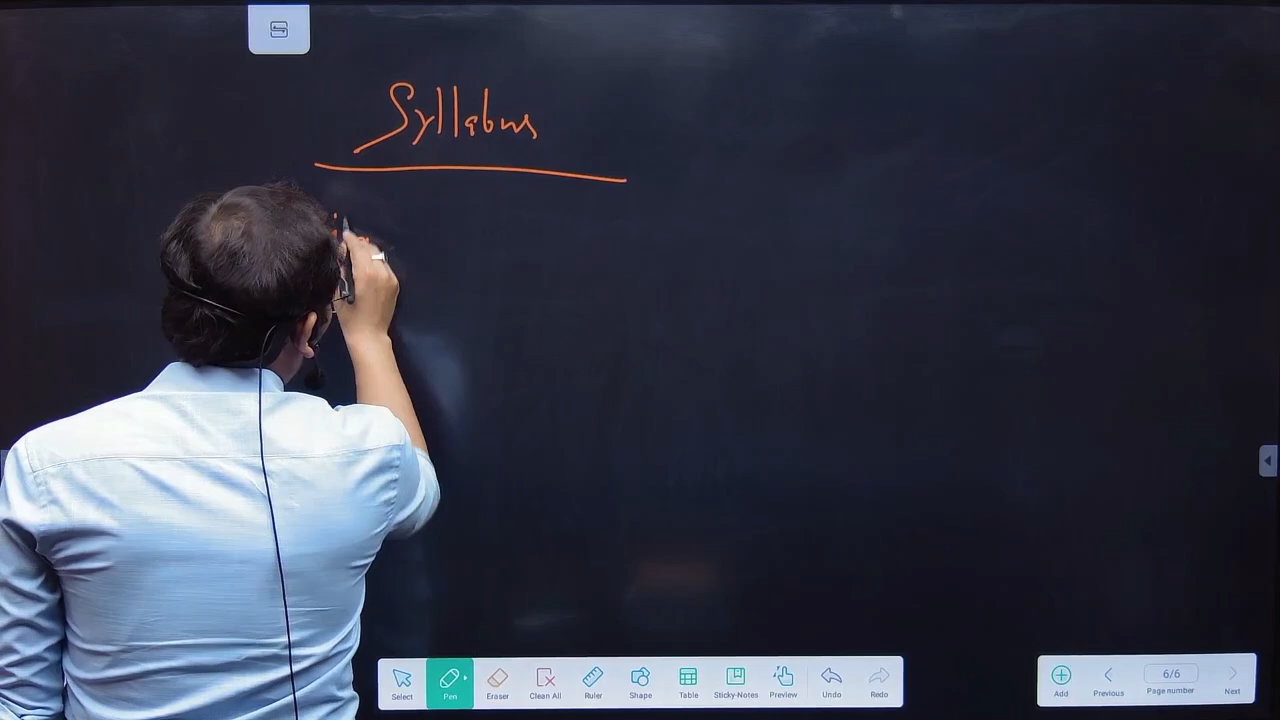 Syllabus
Select Pen Eraser Clean All Ruler Shape Table Sticky-Notes Preview Undo Redo
Add Previous 6/6 Page number Next